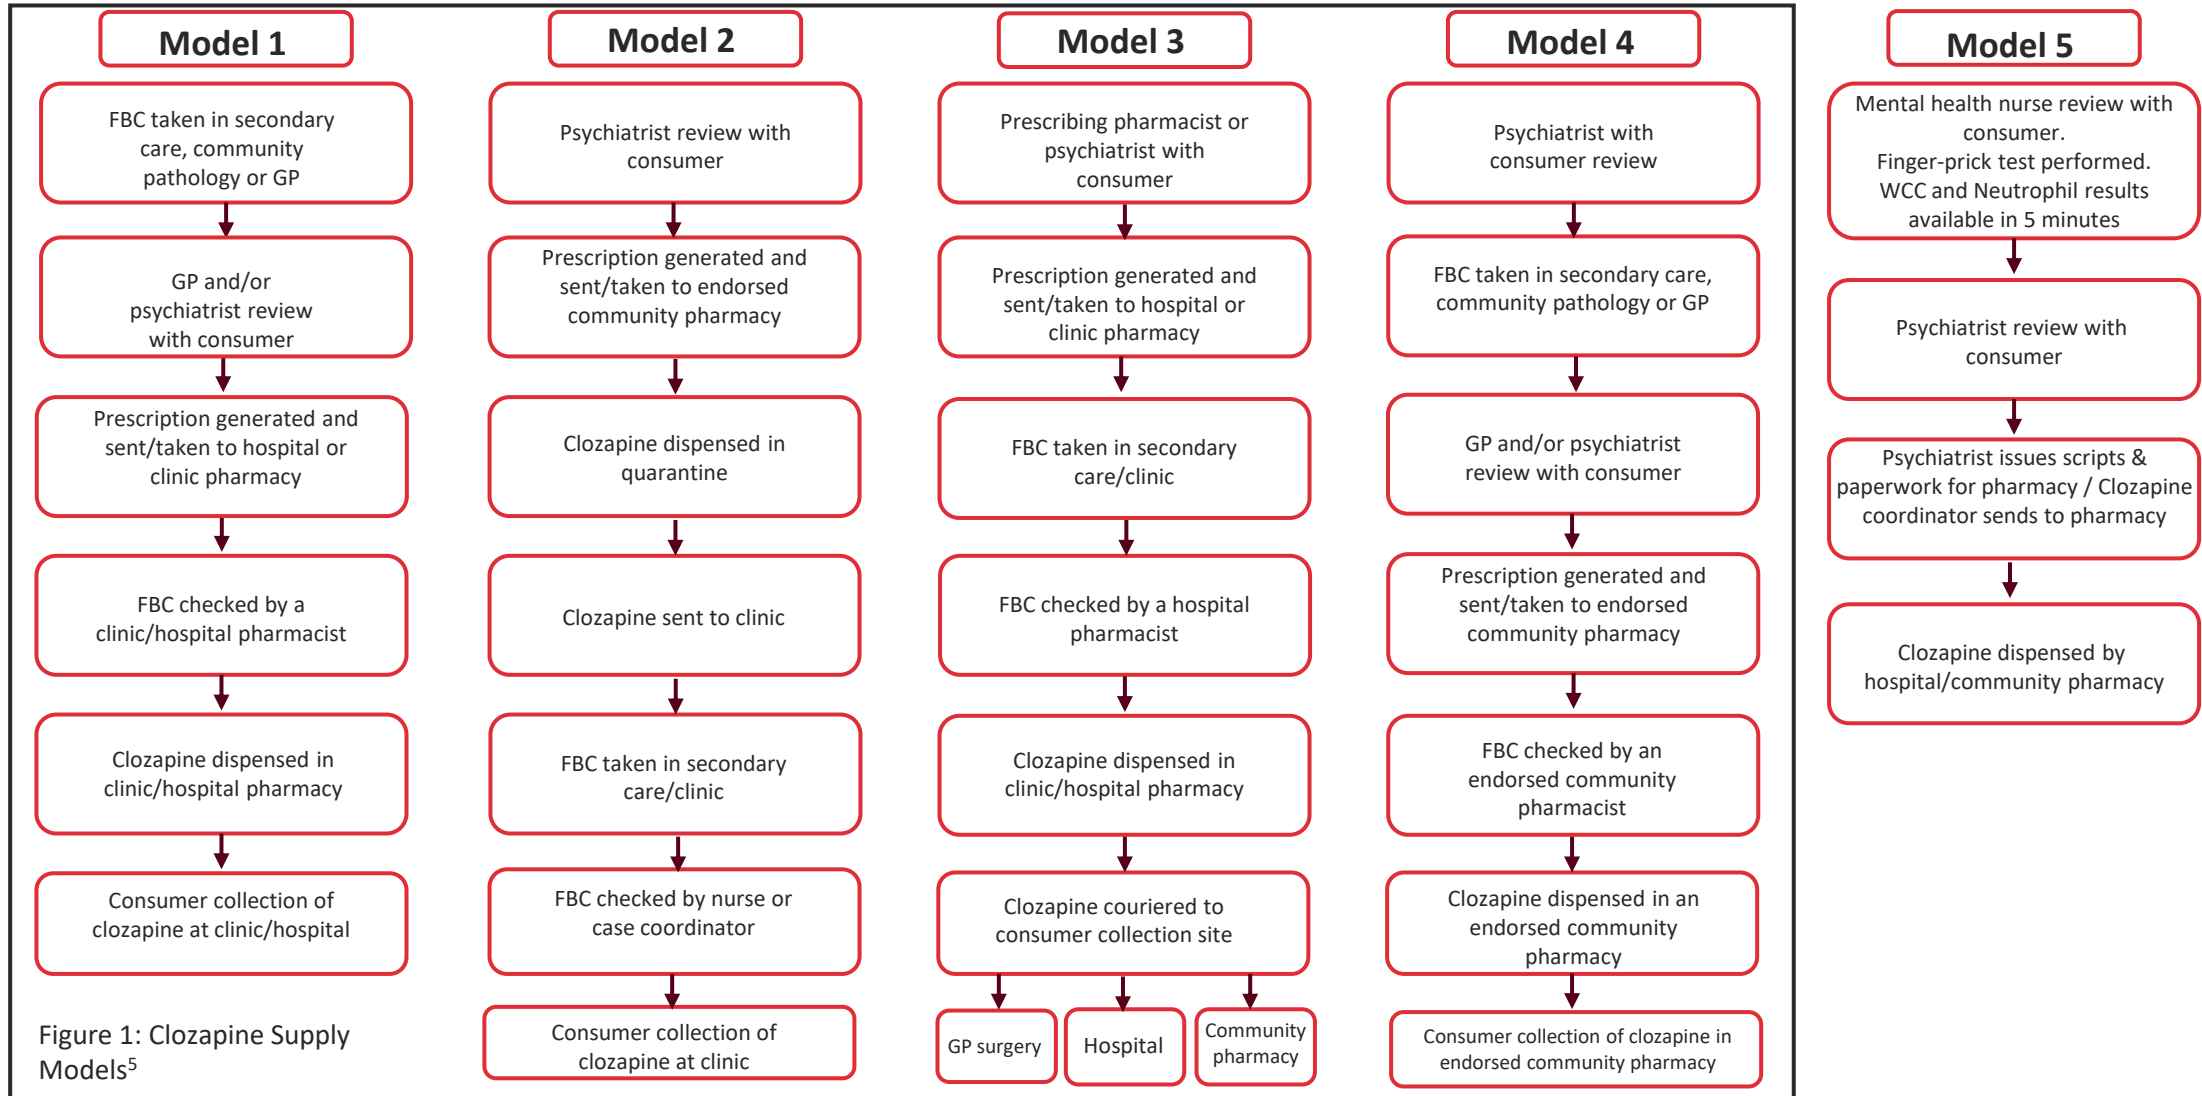 Model 1
FBC taken in secondary
care, community
pathology or GP
GP and/or
psychiatrist review
with consumer
Prescription generated and
sent/taken to hospital or
clinic pharmacy
FBC checked by a
clinic/hospital pharmacist
Clozapine dispensed in
clinic/hospital pharmacy
Consumer collection of
clozapine at clinic/hospital
Figure 1: Clozapine Supply
Models5
Model 2
Psychiatrist review with
consumer
Prescription generated and
sent/taken to endorsed
community pharmacy
Clozapine dispensed in
quarantine
Clozapine sent to clinic
FBC taken in secondary
care/clinic
FBC checked by nurse or
case coordinator
Consumer collection of
clozapine at clinic
Model 3
Prescribing pharmacist or
psychiatrist with
consumer
Prescription generated and
sent/taken to hospital or
clinic pharmacy
FBC taken in secondary
care/clinic
FBC checked by a hospital
pharmacist
Clozapine dispensed in
clinic/hospital pharmacy
Clozapine couriered to
consumer collection site
GP surgery
Hospital
Community
pharmacy
Model 4
Psychiatrist with
consumer review
FBC taken in secondary care,
community pathology or GP
GP and/or psychiatrist
review with consumer
Prescription generated and
sent/taken to endorsed
community pharmacy
FBC checked by an
endorsed community
pharmacist
Clozapine dispensed in an
endorsed community
pharmacy
Consumer collection of clozapine in
endorsed community pharmacy
Model 5
Mental health nurse review with
consumer.
Finger-prick test performed.
WCC and Neutrophil results
available in 5 minutes
Psychiatrist review with
consumer
Psychiatrist issues scripts &
paperwork for pharmacy / Clozapine
coordinator sends to pharmacy
Clozapine dispensed by
hospital/community pharmacy